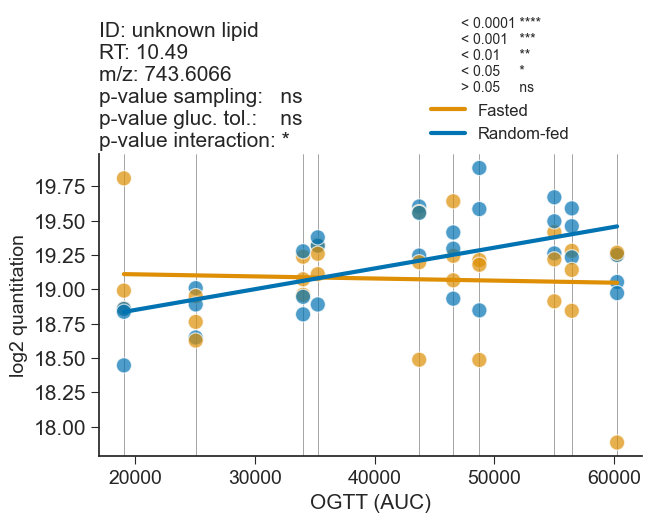 ID: unknown lipid
RT: 10.49
m/z: 743.6066
p-value sampling: ns
p-value gluc. tol.: ns
p-value interaction: *
< 0.0001 ****
< 0.001 ***
< 0.01 **
< 0.05 *
> 0.05 ns
Fasted
Random-fed
log2 quantitation
19.75
19.50
19.25
19.00
18.75
18.50
18.25
18.00
20000 30000 40000 50000 60000
OGTT (AUC)